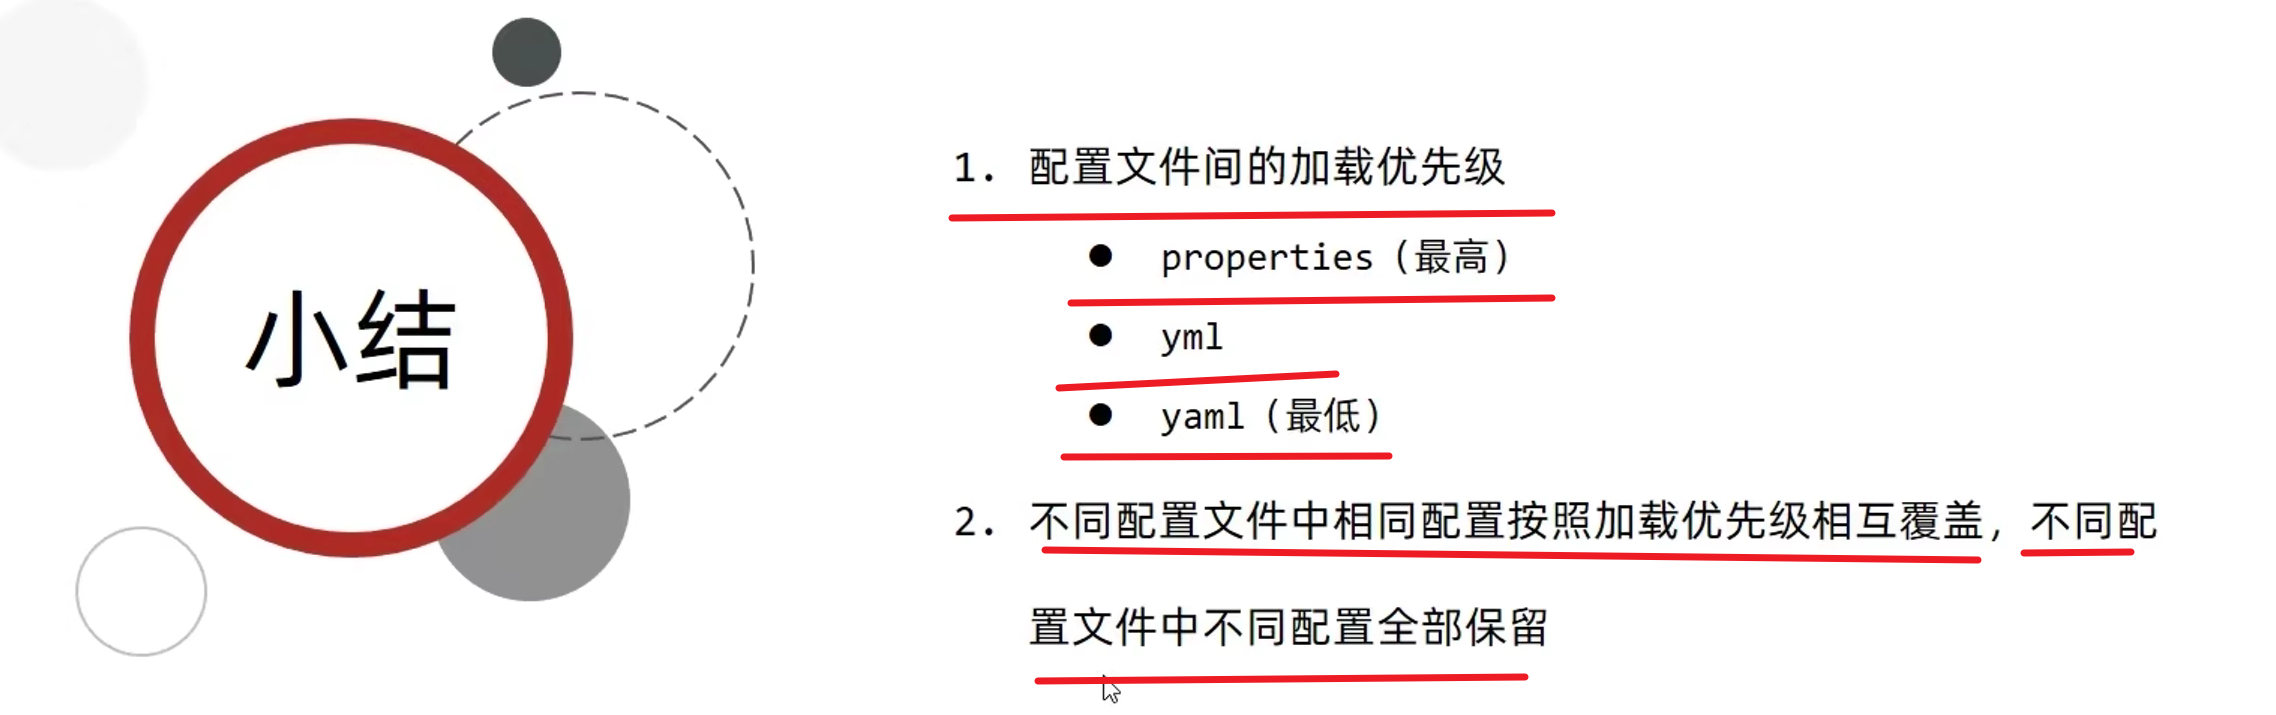 小结
1. 配置文件间的加载优先级
● properties（最高）
● yml
● yaml（最低）
2. 不同配置文件中相同配置按照加载优先级相互覆盖，不同配
置文件中不同配置全部保留